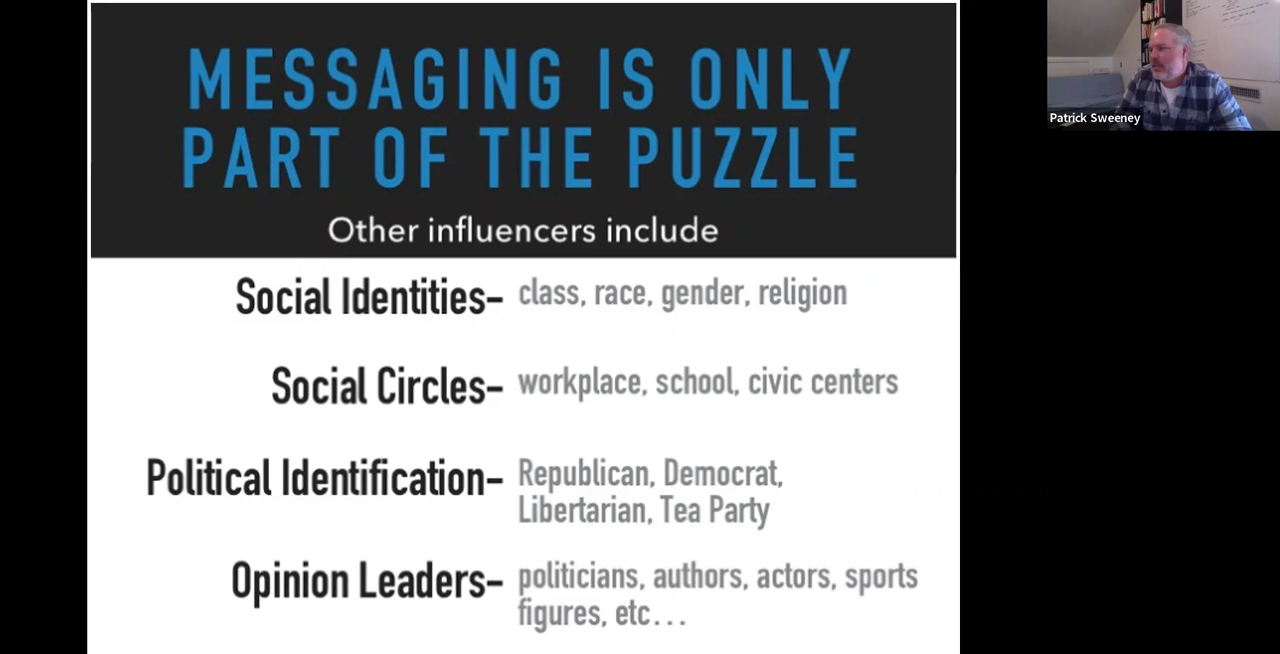 MESSAGING IS ONLY
PART OF THE PUZZLE
Other influencers include
Social Identities– class, race, gender, religion
Social Circles– workplace, school, civic centers
Political Identification– Republican, Democrat,
Libertarian, Tea Party
Opinion Leaders– politicians, authors, actors, sports
figures, etc...
Patrick Sweeney